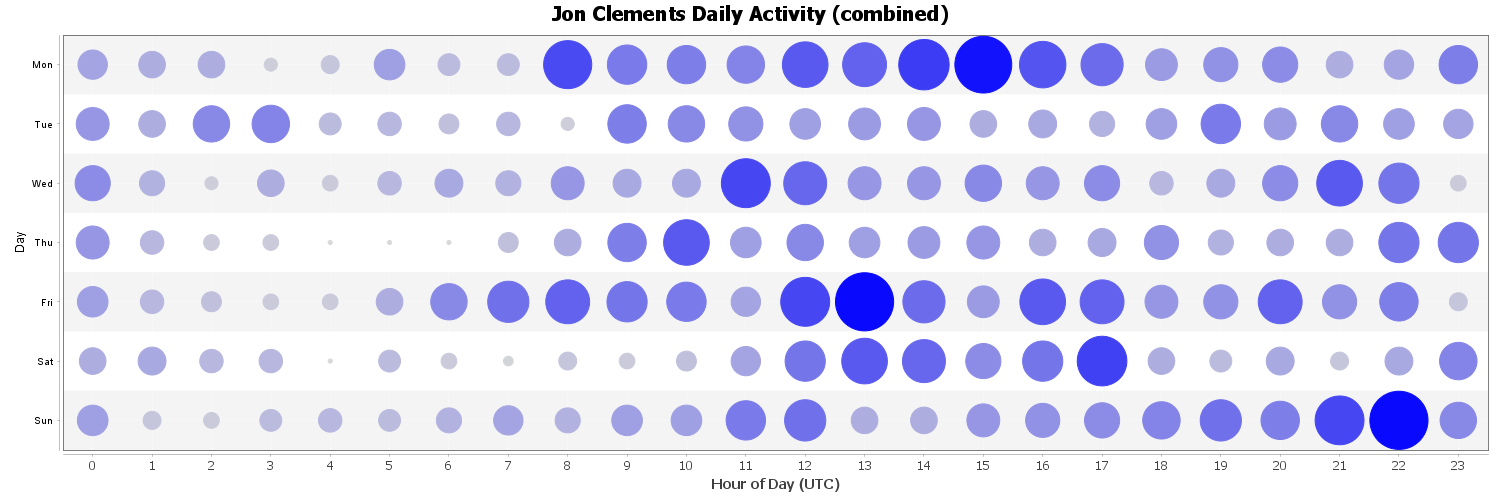 Jon Clements Daily Activity (combined)
Mon
Tue
Wed
Thu
Fri
Sat
Sun
Day
0 1 2 3 4 5 6 7 8 9 10 11 12 13 14 15 16 17 18 19 20 21 22 23
Hour of Day (UTC)